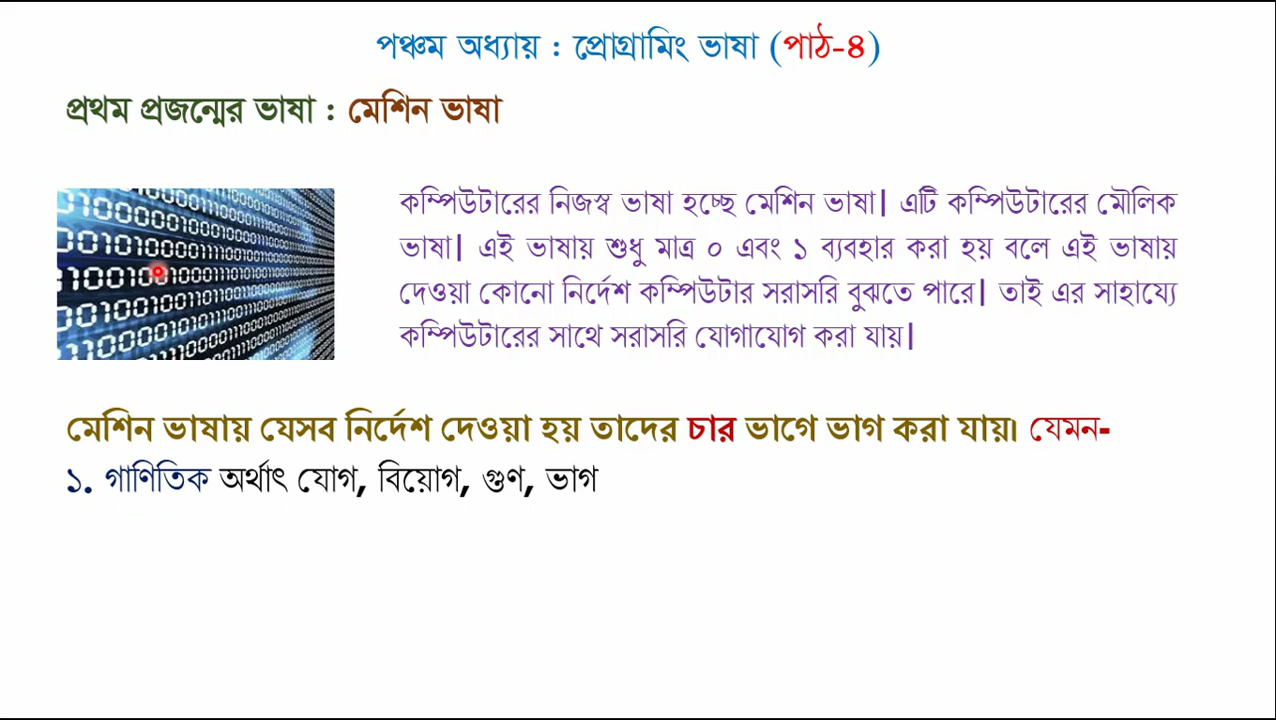 পঞ্চম অধ্যায় : প্রোগ্রামিং ভাষা (পাঠ-৪)
প্রথম প্রজন্মের ভাষা : মেশিন ভাষা
কম্পিউটারের নিজস্ব ভাষা হচ্ছে মেশিন ভাষা| এটি কম্পিউটারের মৌলিক
ভাষা| এই ভাষায় শুধু মাত্র ০ এবং ১ ব্যবহার করা হয় বলে এই ভাষায়
দেওয়া কোনো নির্দেশ কম্পিউটার সরাসরি বুঝতে পারে| তাই এর সাহায্যে
কম্পিউটারের সাথে সরাসরি যোগাযোগ করা যায়|
মেশিন ভাষায় যেসব নির্দেশ দেওয়া হয় তাদের চার ভাগে ভাগ করা যায়৷ যেমন-
১. গাণিতিক অর্থাৎ যোগ, বিয়োগ, গুণ, ভাগ